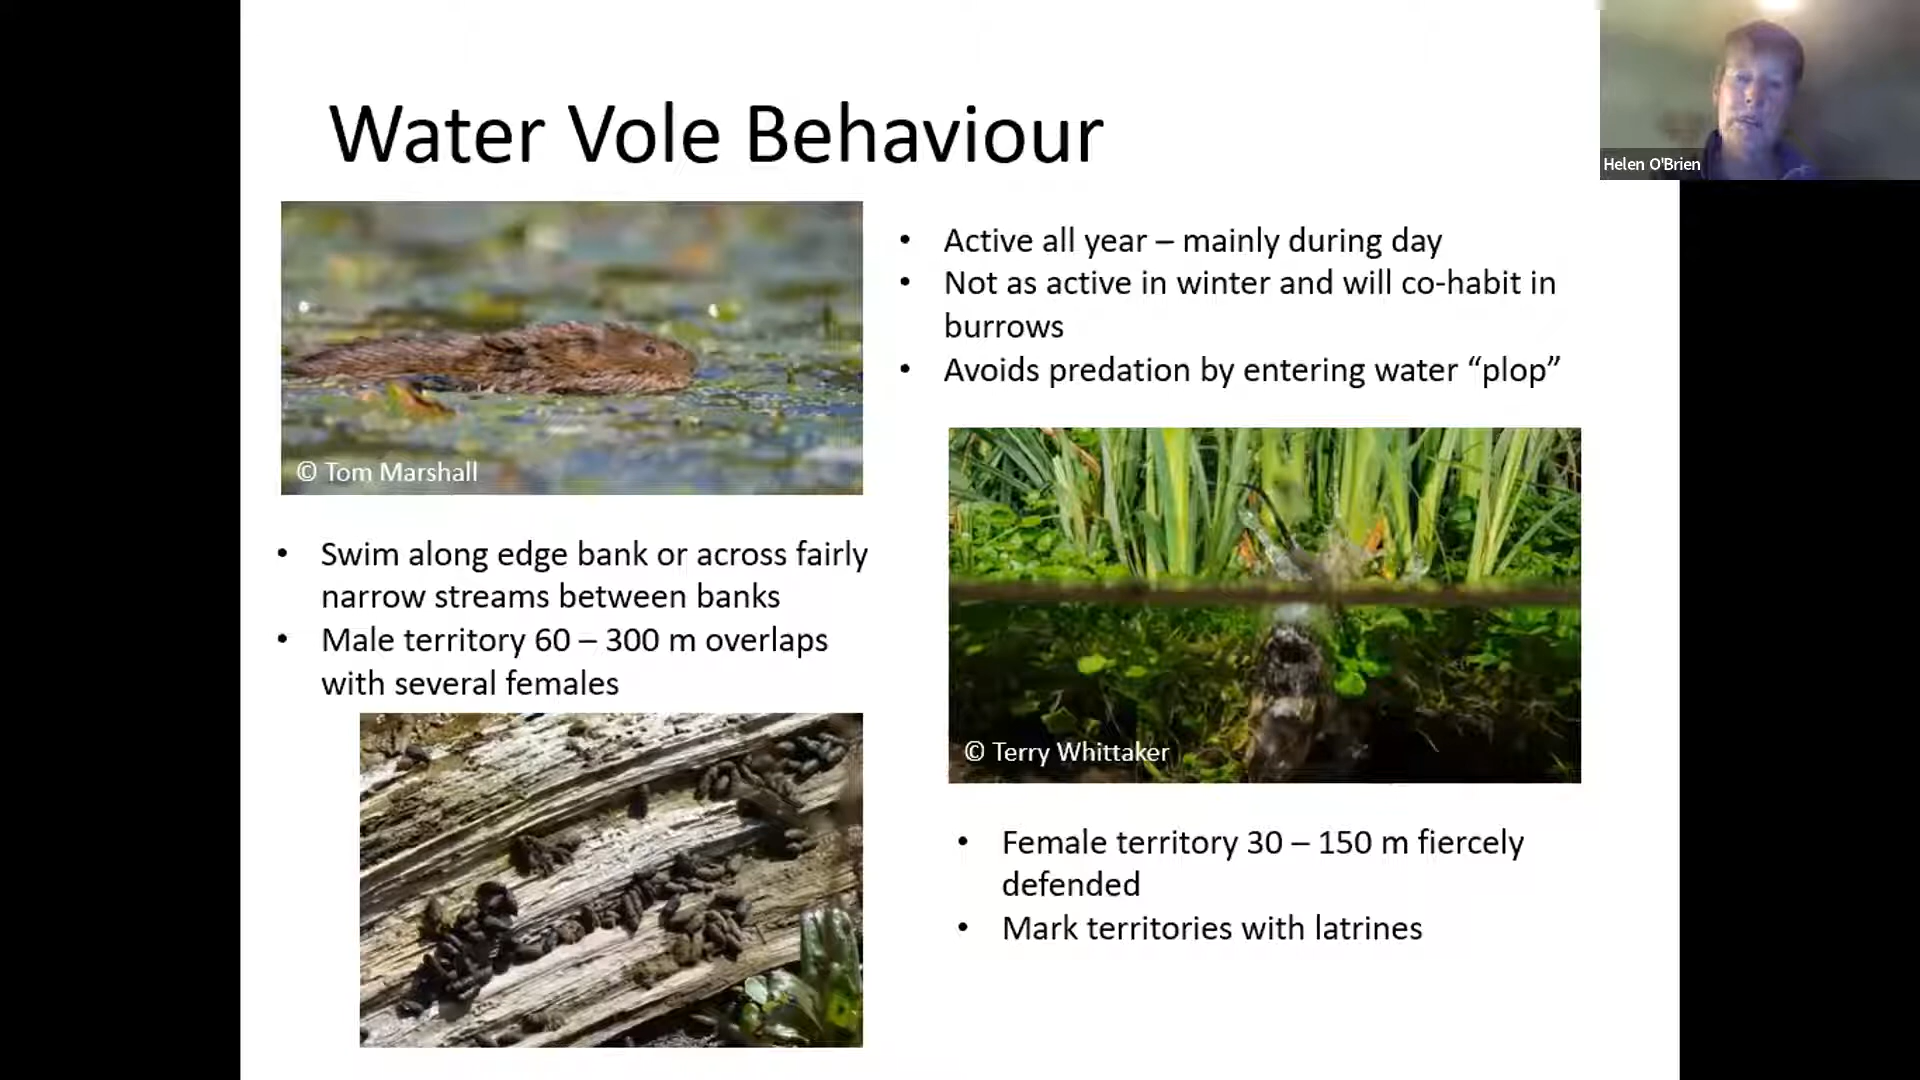 Water Vole Behaviour
Helen O'Brien
© Tom Marshall
• Swim along edge bank or across fairly
narrow streams between banks
• Male territory 60 – 300 m overlaps
with several females
• Active all year – mainly during day
• Not as active in winter and will co-habit in
burrows
• Avoids predation by entering water “plop”
© Terry Whittaker
• Female territory 30 – 150 m fiercely
defended
• Mark territories with latrines